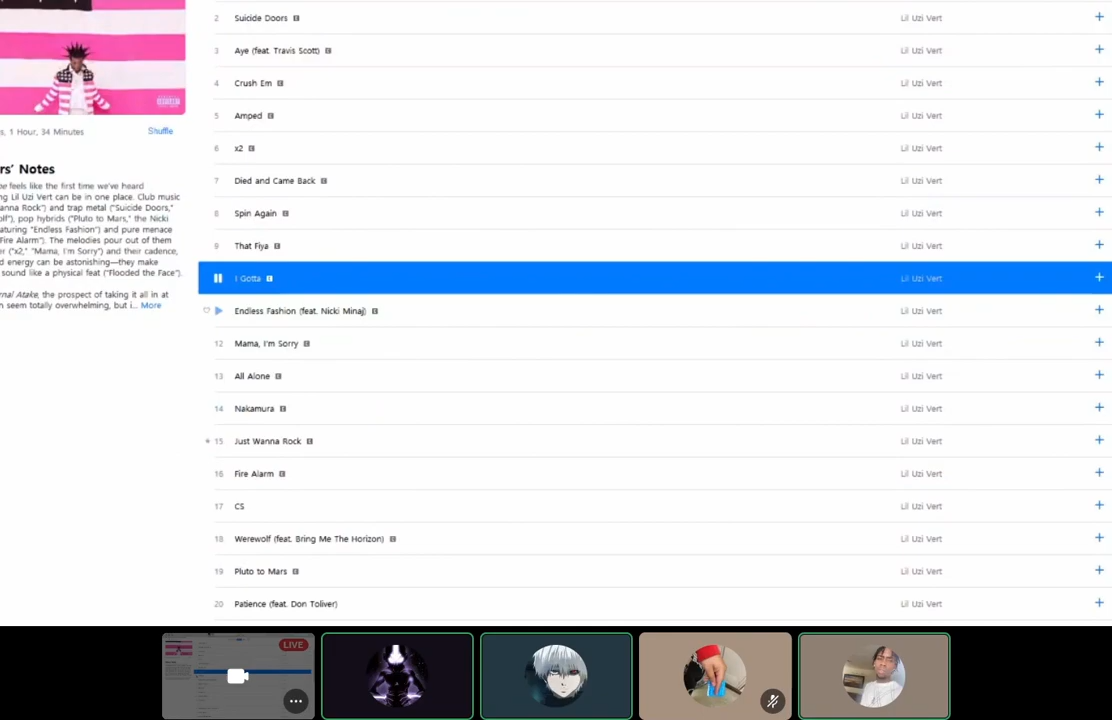 2 Suicide Doors E Lil Uzi Vert +
3 Aye (feat. Travis Scott) E Lil Uzi Vert +
4 Crush Em E Lil Uzi Vert +
5 Amped E Lil Uzi Vert +
6 x2 E Lil Uzi Vert +
7 Died and Came Back E Lil Uzi Vert +
8 Spin Again E Lil Uzi Vert +
9 That Fiya E Lil Uzi Vert +
I Gotta E Lil Uzi Vert +
Endless Fashion (feat. Nicki Minaj) E Lil Uzi Vert +
12 Mama, I'm Sorry E Lil Uzi Vert +
13 All Alone E Lil Uzi Vert +
14 Nakamura E Lil Uzi Vert +
15 Just Wanna Rock E Lil Uzi Vert +
16 Fire Alarm E Lil Uzi Vert +
17 CS Lil Uzi Vert +
18 Werewolf (feat. Bring Me The Horizon) E Lil Uzi Vert +
19 Pluto to Mars E Lil Uzi Vert +
20 Patience (feat. Don Toliver) Lil Uzi Vert +
s, 1 Hour, 34 Minutes Shuffle
rs' Notes
feels like the first time we've heard
ng Lil Uzi Vert can be in one place. Club music
anna Rock") and trap metal ("Suicide Doors,"
olf"), pop hybrids ("Pluto to Mars," the Nicki
aturing "Endless Fashion") and pure menace
Fire Alarm"). The melodies pour out of them
er ("x2," "Mama, I'm Sorry") and their cadence,
d energy can be astonishing—they make
sound like a physical feat ("Flooded the Face").
rnal Atake, the prospect of taking it all in at
n seem totally overwhelming, but i... More
LIVE